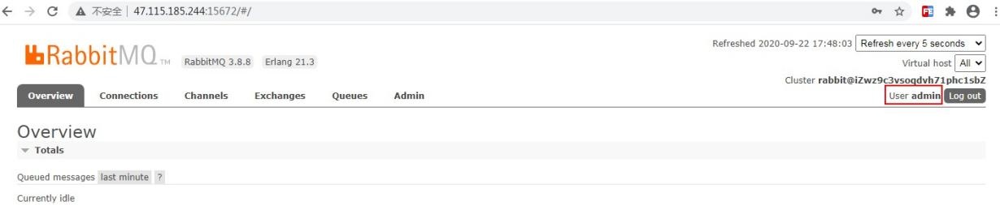 不安全 47.115.185.244:15672/#/
Refreshed 2020-09-22 17:48:03 Refresh every 5 seconds
RabbitMQ TM RabbitMQ 3.8.8 Erlang 21.3
Virtual host All
Cluster rabbit@iZwz9c3vsoqdvh71phc1sbZ
Overview Connections Channels Exchanges Queues Admin
User admin Log out
Overview
Totals
Queued messages last minute ?
Currently idle